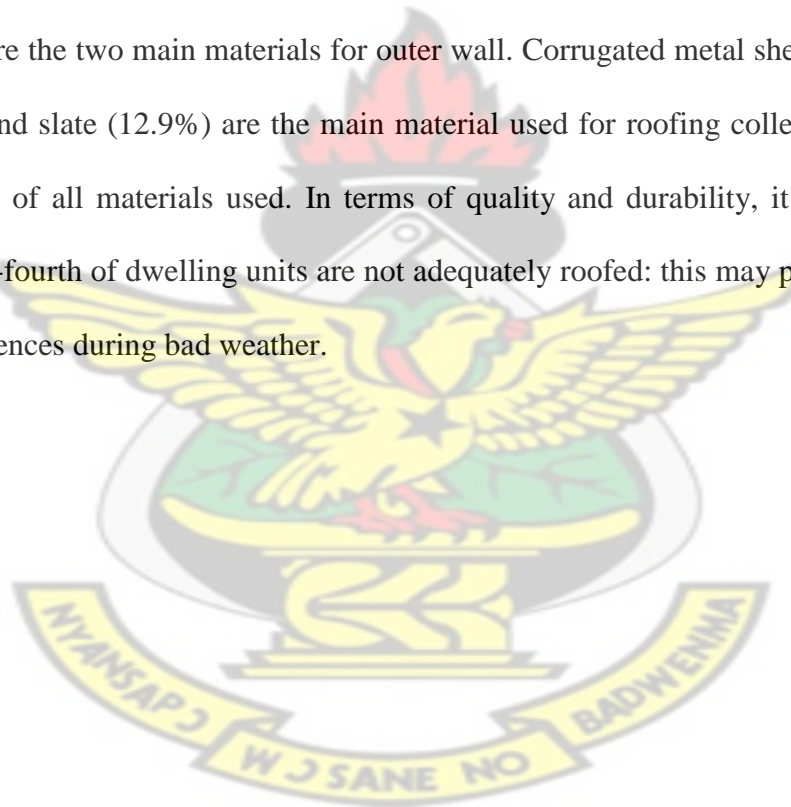 re the two main materials for outer wall. Corrugated metal she
nd slate (12.9%) are the main material used for roofing colle
of all materials used. In terms of quality and durability, it
-fourth of dwelling units are not adequately roofed: this may p
ences during bad weather.
NYANSAPƆ
WƆSANE NO
BADWENMA